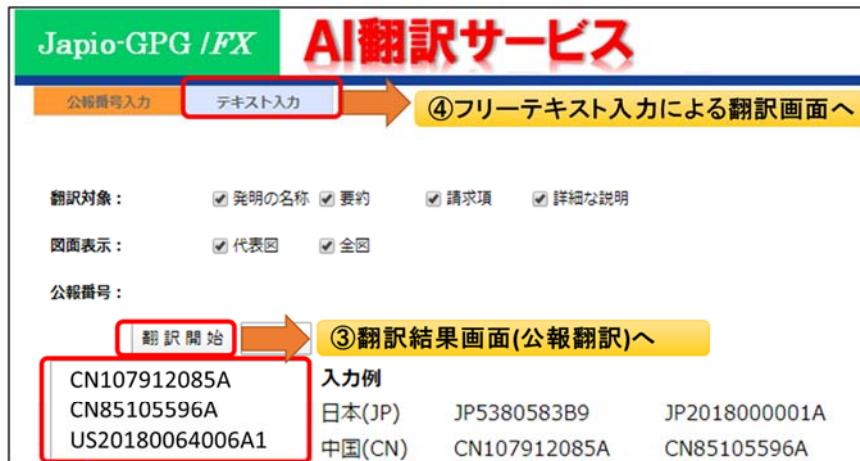 Japio-GPG /FX AI翻訳サービス
公報番号入力 テキスト入力 ④フリーテキスト入力による翻訳画面へ
翻訳対象： 発明の名称 要約 請求項 詳細な説明
図面表示： 代表図 全図
公報番号：
翻訳開始 ③翻訳結果画面(公報翻訳)へ
CN107912085A 入力例
CN85105596A 日本(JP) JP5380583B9 JP2018000001A
US20180064006A1 中国(CN) CN107912085A CN85105596A